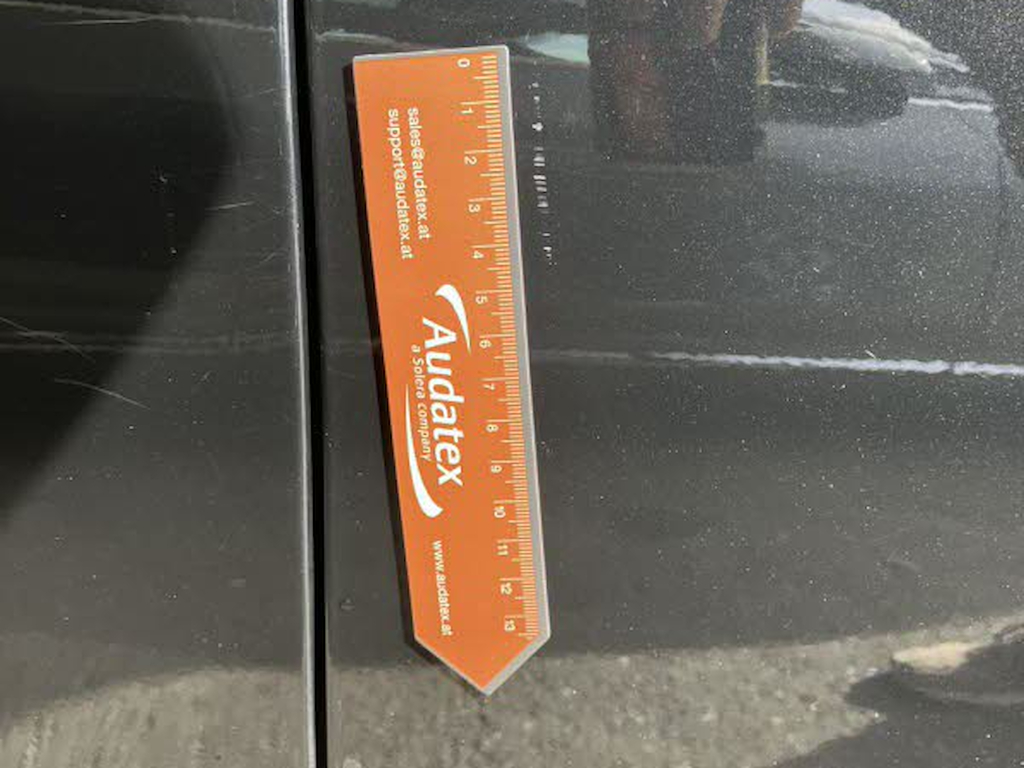 0
1
2
3
4
5
6
7
8
9
10
11
12
13
sales@audatex.at
support@audatex.at
Audatex
a Solera company
www.audatex.at